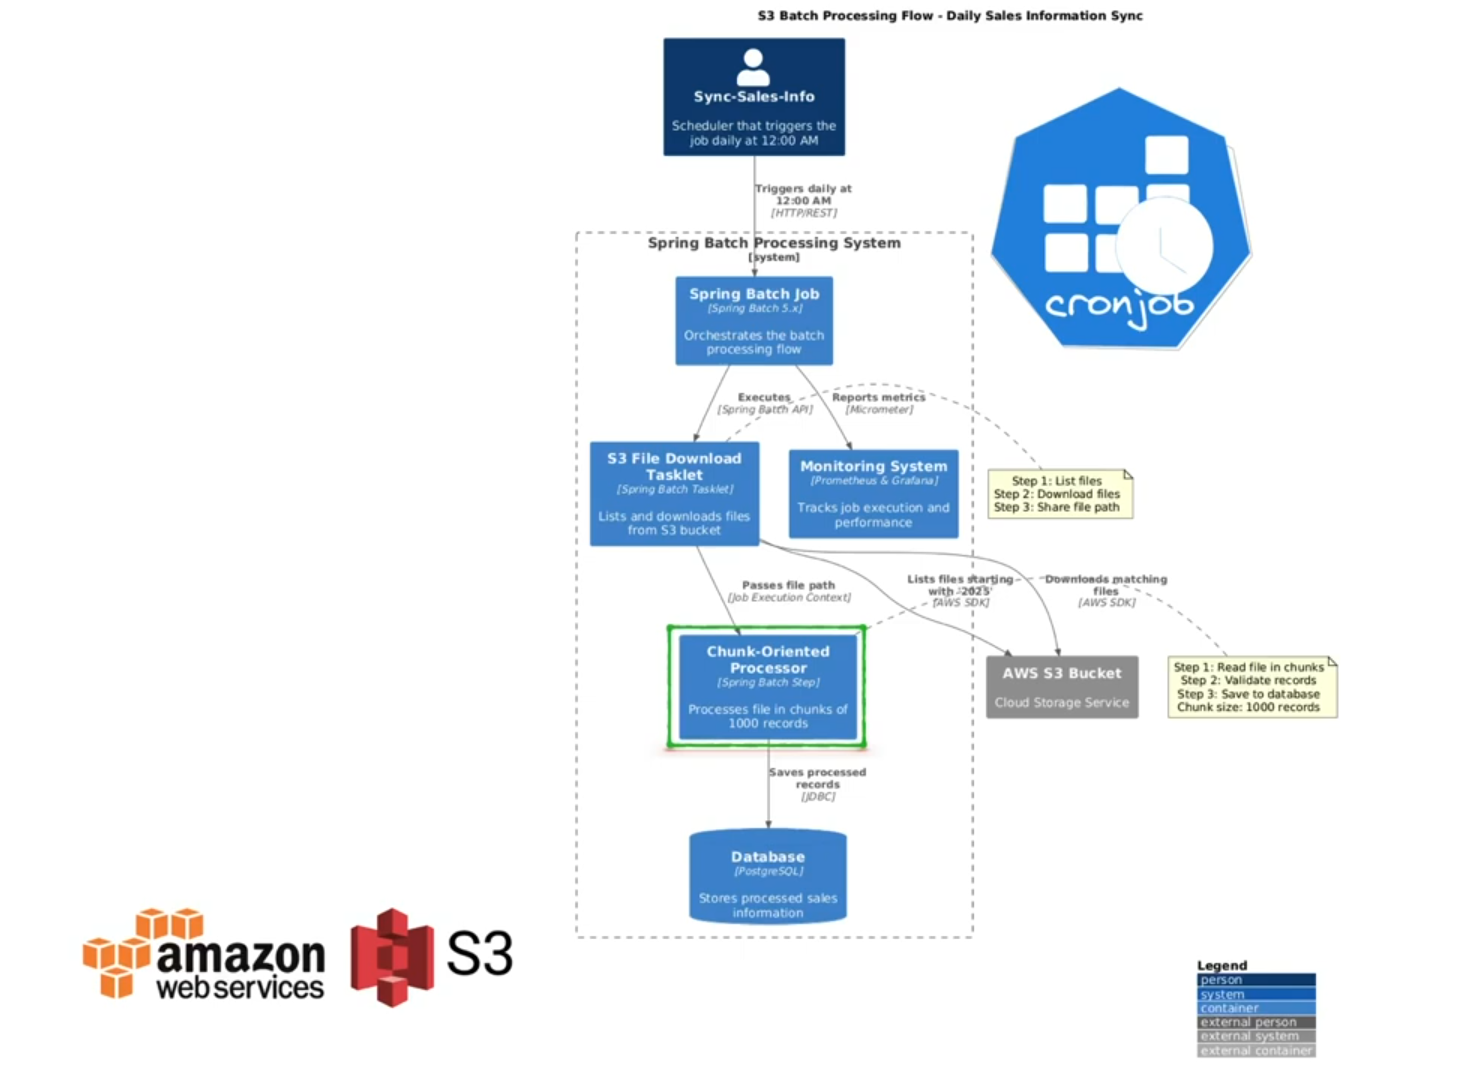 S3 Batch Processing Flow - Daily Sales Information Sync
Sync-Sales-Info
Scheduler that triggers the
job daily at 12:00 AM
cronjob
Triggers daily at
12:00 AM
[HTTP/REST]
Spring Batch Processing System
[system]
Spring Batch Job
[Spring Batch 5.x]
Orchestrates the batch
processing flow
Executes
[Spring Batch API]
Reports metrics
[Micrometer]
S3 File Download
Tasklet
[Spring Batch Tasklet]
Lists and downloads files
from S3 bucket
Monitoring System
[Prometheus & Grafana]
Tracks job execution and
performance
Step 1: List files
Step 2: Download files
Step 3: Share file path
Passes file path
[Job Execution Context]
Lists files starting
with '2025'
[AWS SDK]
Downloads matching
files
[AWS SDK]
Chunk-Oriented
Processor
[Spring Batch Step]
Processes file in chunks of
1000 records
AWS S3 Bucket
Cloud Storage Service
Step 1: Read file in chunks
Step 2: Validate records
Step 3: Save to database
Chunk size: 1000 records
Saves processed
records
[JDBC]
Database
[PostgreSQL]
Stores processed sales
information
amazon
web services
S3
Legend
person
system
container
external person
external system
external container